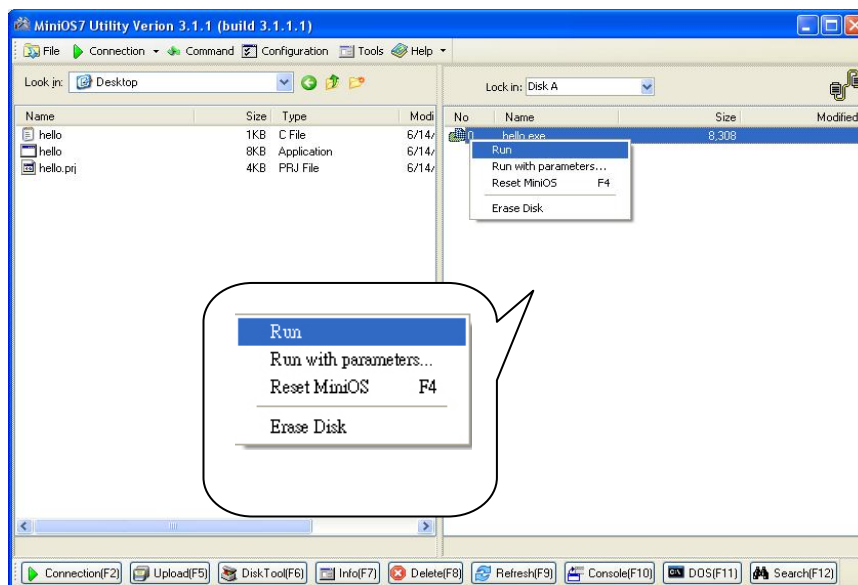 MiniOS7 Utility Verion 3.1.1 (build 3.1.1.1)
File Connection Command Configuration Tools Help
Look in: Desktop
Lock in: Disk A
Name Size Type Modi
No Name Size Modified
hello 1KB C File 6/14/
hello 8KB Application 6/14/
hello.prj 4KB PRJ File 6/14/
0 hello.exe 8,308
Run
Run with parameters...
Reset MiniOS F4
Erase Disk
Run
Run with parameters...
Reset MiniOS F4
Erase Disk
Connection(F2) Upload(F5) DiskTool(F6) Info(F7) Delete(F8) Refresh(F9) Console(F10) DOS(F11) Search(F12)